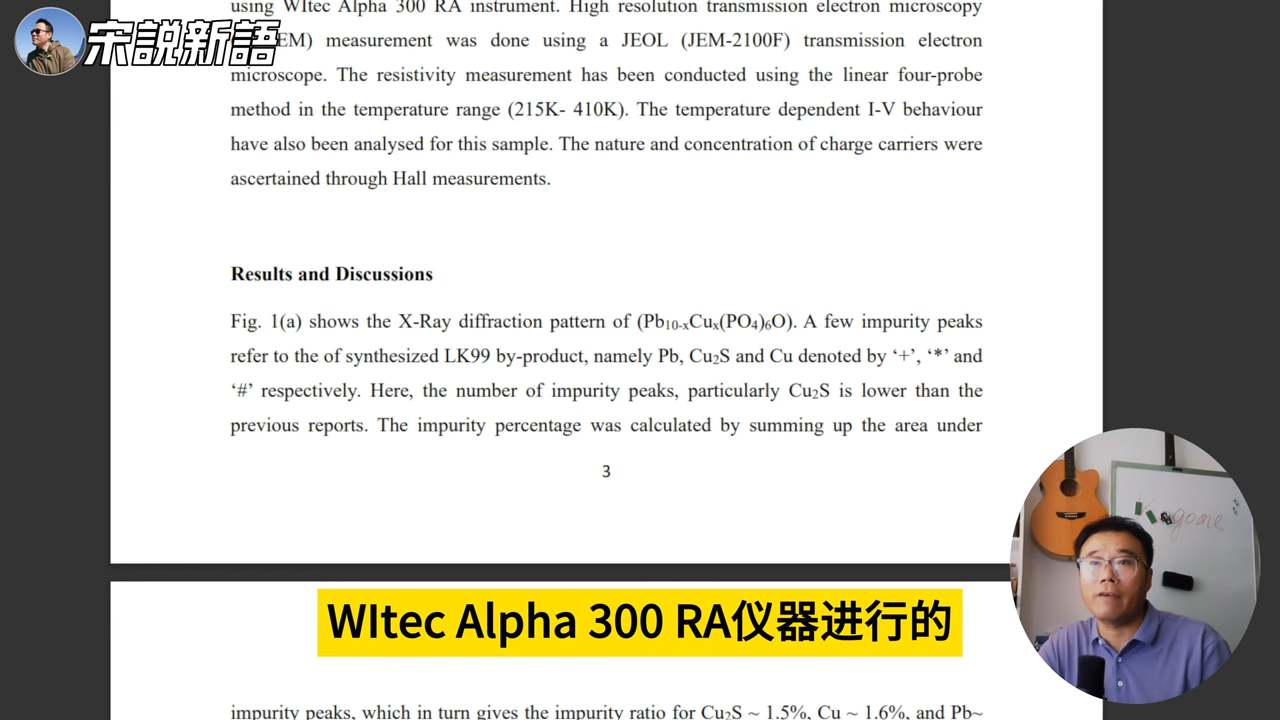 using WItec Alpha 300 RA instrument. High resolution transmission electron microscopy
宋説新語
EM) measurement was done using a JEOL (JEM-2100F) transmission electron
microscope. The resistivity measurement has been conducted using the linear four-probe
method in the temperature range (215K- 410K). The temperature dependent I-V behaviour
have also been analysed for this sample. The nature and concentration of charge carriers were
ascertained through Hall measurements.
Results and Discussions
Fig. 1(a) shows the X-Ray diffraction pattern of (Pb₁₀₋ₓCuₓ(PO₄)₆O). A few impurity peaks
refer to the of synthesized LK99 by-product, namely Pb, Cu₂S and Cu denoted by ‘+’, ‘*’ and
‘#’ respectively. Here, the number of impurity peaks, particularly Cu₂S is lower than the
previous reports. The impurity percentage was calculated by summing up the area under
3
WItec Alpha 300 RA仪器进行的
impurity peaks, which in turn gives the impurity ratio for Cu₂S ~ 1.5%, Cu ~ 1.6%, and Pb~